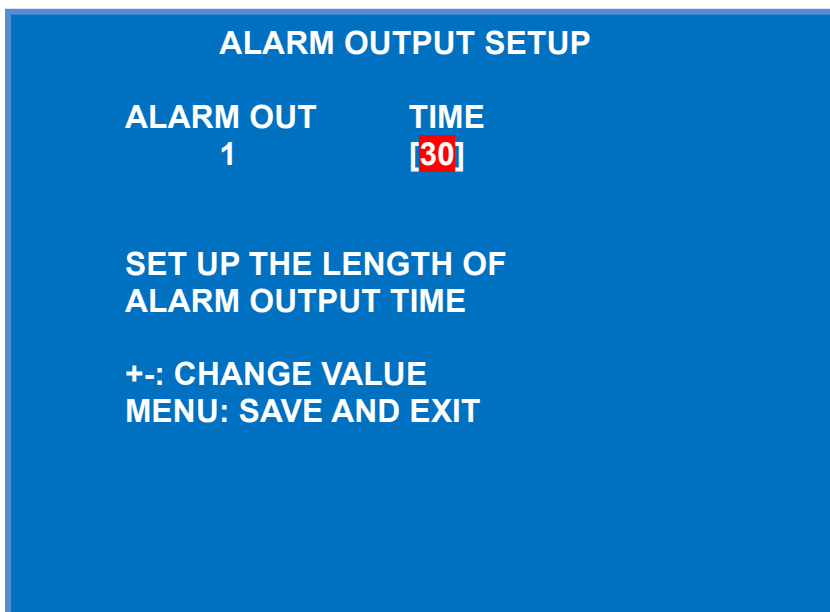 ALARM OUTPUT SETUP
ALARM OUT TIME
1 [30]
SET UP THE LENGTH OF
ALARM OUTPUT TIME
+-: CHANGE VALUE
MENU: SAVE AND EXIT